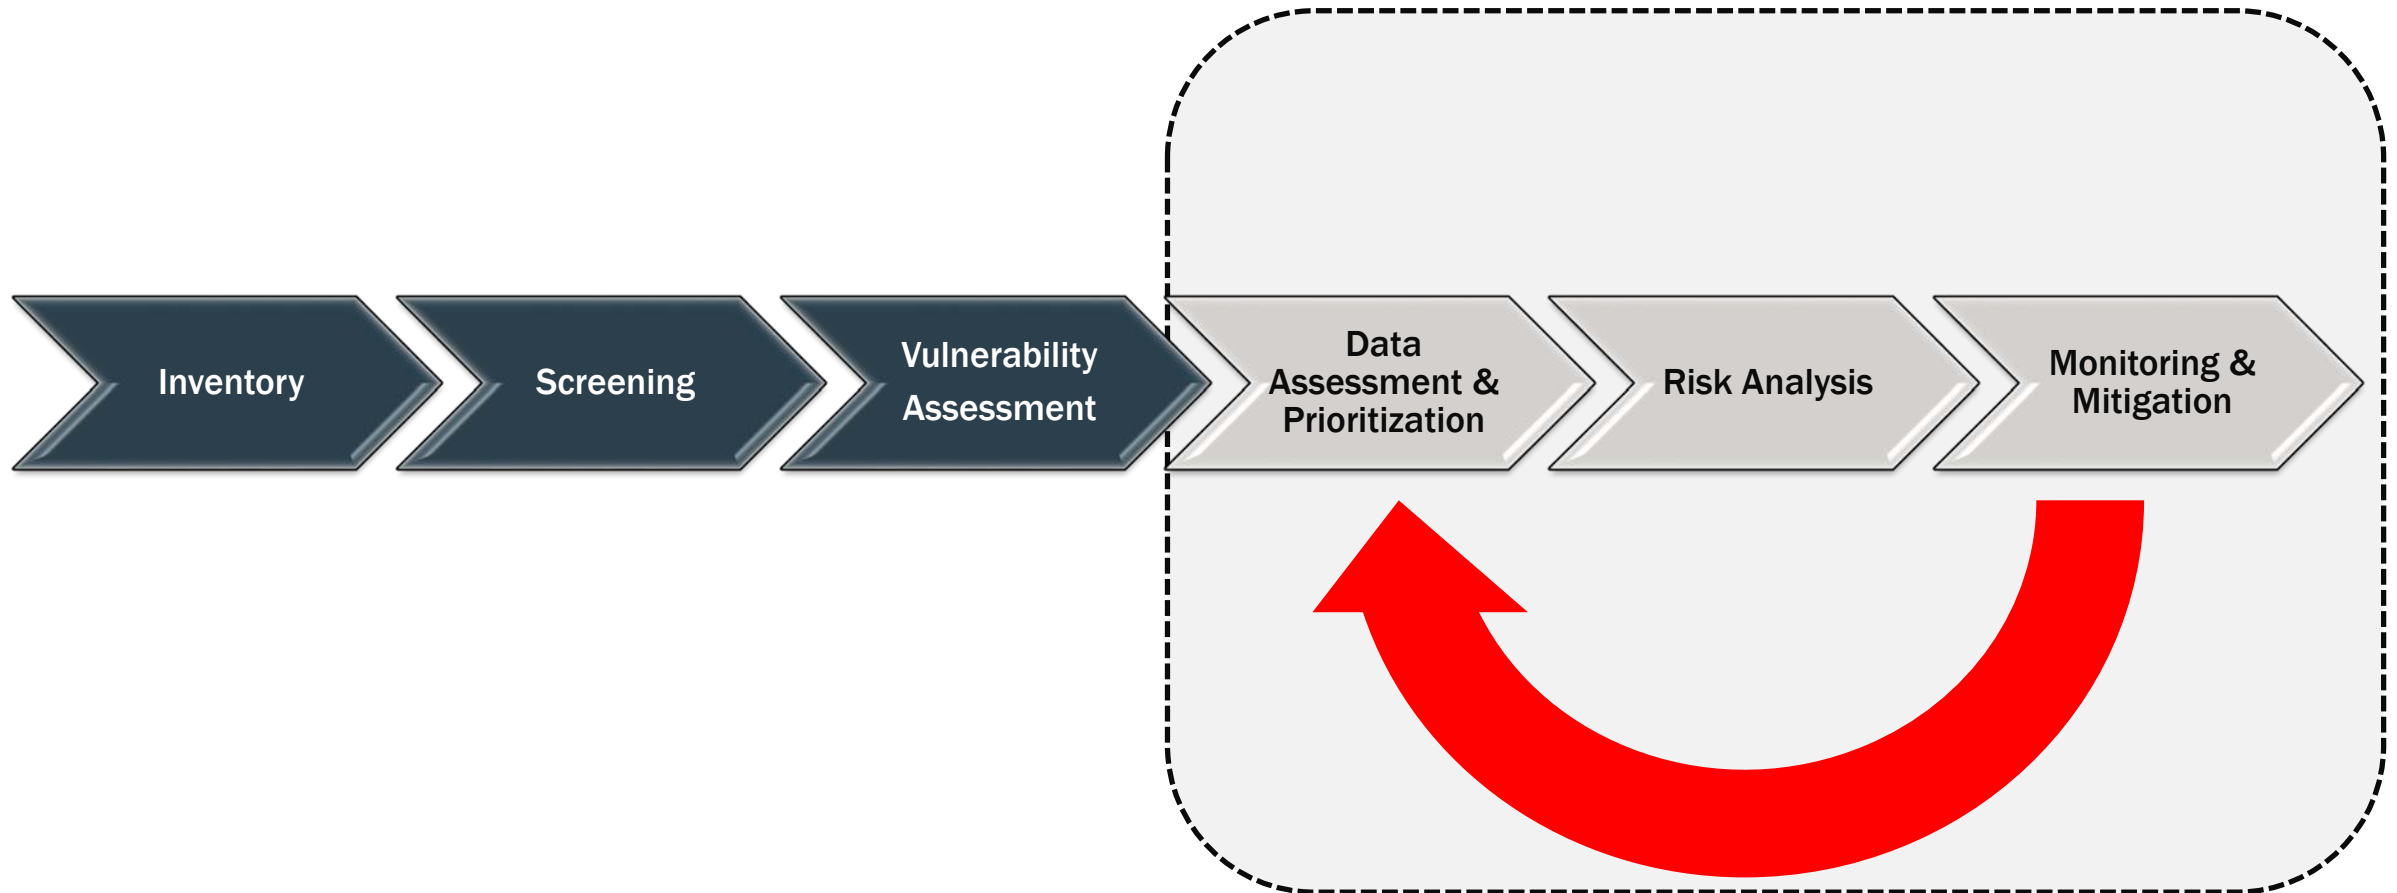 Inventory
Screening
Vulnerability
Assessment
Data
Assessment &
Prioritization
Risk Analysis
Monitoring &
Mitigation